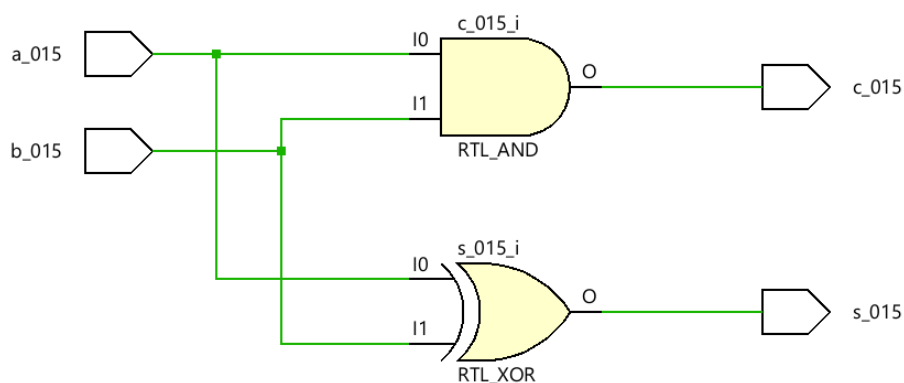 c_015_i
a_015
I0
O
c_015
I1
b_015
RTL_AND
s_015_i
I0
O
s_015
I1
RTL_XOR